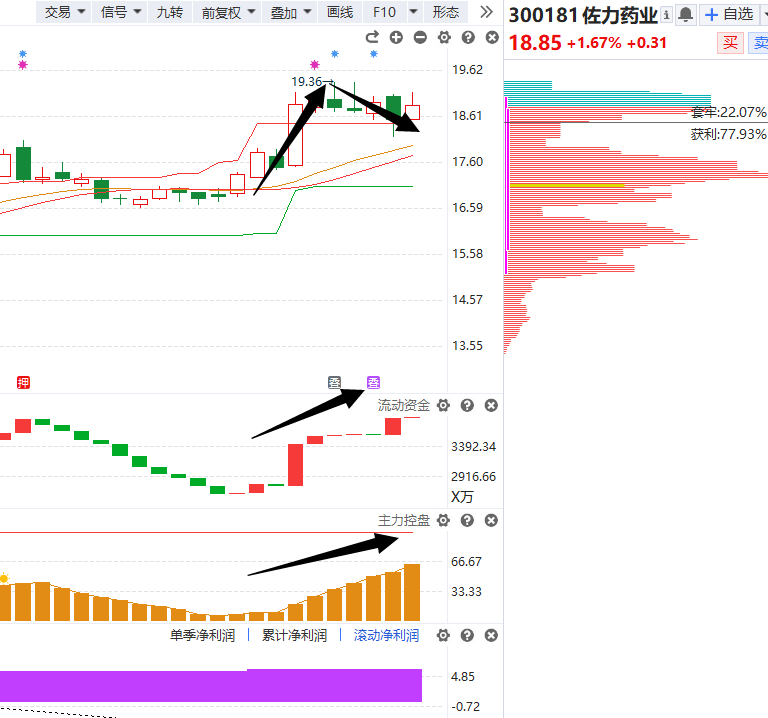 交易 信号 九转 前复权 叠加 画线 F10 形态
300181 佐力药业 自选
18.85 +1.67% +0.31 买 卖
19.36
19.62
18.61
17.60
16.59
15.58
14.57
13.55
套牢:22.07%
获利:77.93%
押
流动资金
3392.34
2916.66
X万
主力控盘
66.67
33.33
单季净利润 累计净利润 滚动净利润
4.85
-0.72